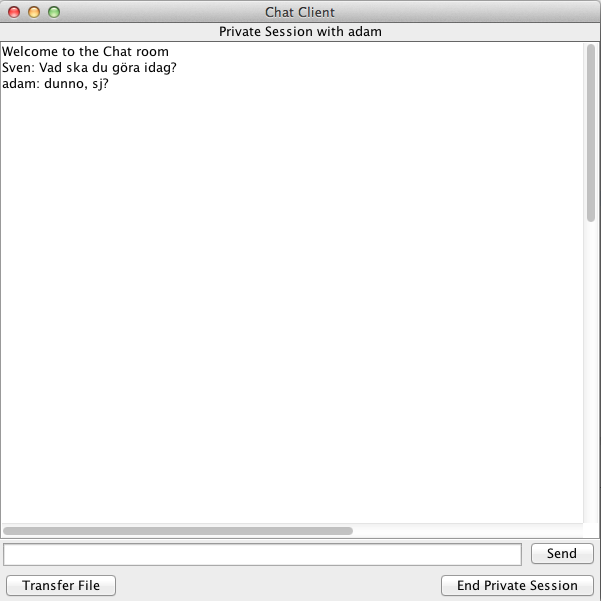 Chat Client
Private Session with adam
Welcome to the Chat room
Sven: Vad ska du göra idag?
adam: dunno, sj?
Send
Transfer File
End Private Session